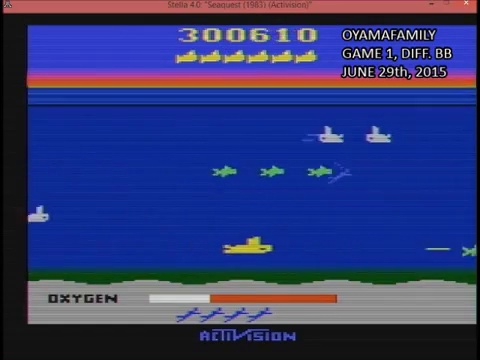 Stella 4.0: "Seaquest (1983) (Activision)"
300610
OYAMAFAMILY
GAME 1, DIFF. BB
JUNE 29th, 2015
OXYGEN
ACTIVISION